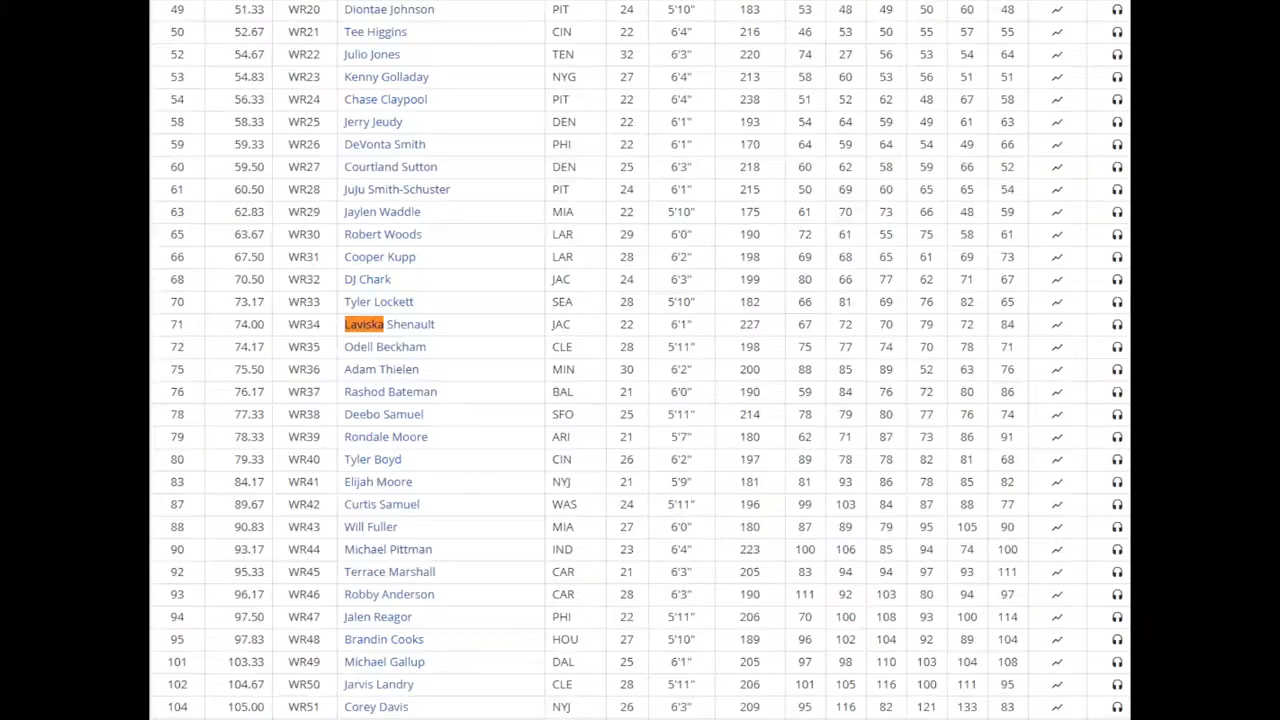 49 51.33 WR20 Diontae Johnson PIT 24 5'10" 183 53 48 49 50 60 48
50 52.67 WR21 Tee Higgins CIN 22 6'4" 216 46 53 50 55 57 55
52 54.67 WR22 Julio Jones TEN 32 6'3" 220 74 27 56 53 54 64
53 54.83 WR23 Kenny Golladay NYG 27 6'4" 213 58 60 53 56 51 51
54 56.33 WR24 Chase Claypool PIT 22 6'4" 238 51 52 62 48 67 58
58 58.33 WR25 Jerry Jeudy DEN 22 6'1" 193 54 64 59 49 61 63
59 59.33 WR26 DeVonta Smith PHI 22 6'1" 170 64 59 64 54 49 66
60 59.50 WR27 Courtland Sutton DEN 25 6'3" 218 60 62 58 59 66 52
61 60.50 WR28 JuJu Smith-Schuster PIT 24 6'1" 215 50 69 60 65 65 54
63 62.83 WR29 Jaylen Waddle MIA 22 5'10" 175 61 70 73 66 48 59
65 63.67 WR30 Robert Woods LAR 29 6'0" 190 72 61 55 75 58 61
66 67.50 WR31 Cooper Kupp LAR 28 6'2" 198 69 68 65 61 69 73
68 70.50 WR32 DJ Chark JAC 24 6'3" 199 80 66 77 62 71 67
70 73.17 WR33 Tyler Lockett SEA 28 5'10" 182 66 81 69 76 82 65
71 74.00 WR34 Laviska Shenault JAC 22 6'1" 227 67 72 70 79 72 84
72 74.17 WR35 Odell Beckham CLE 28 5'11" 198 75 77 74 70 78 71
75 75.50 WR36 Adam Thielen MIN 30 6'2" 200 88 85 89 52 63 76
76 76.17 WR37 Rashod Bateman BAL 21 6'0" 190 59 84 76 72 80 86
78 77.33 WR38 Deebo Samuel SFO 25 5'11" 214 78 79 80 77 76 74
79 78.33 WR39 Rondale Moore ARI 21 5'7" 180 62 71 87 73 86 91
80 79.33 WR40 Tyler Boyd CIN 26 6'2" 197 89 78 78 82 81 68
83 84.17 WR41 Elijah Moore NYJ 21 5'9" 181 81 93 86 78 85 82
87 89.67 WR42 Curtis Samuel WAS 24 5'11" 196 99 103 84 87 88 77
88 90.83 WR43 Will Fuller MIA 27 6'0" 180 87 89 79 95 105 90
90 93.17 WR44 Michael Pittman IND 23 6'4" 223 100 106 85 94 74 100
92 95.33 WR45 Terrace Marshall CAR 21 6'3" 205 83 94 94 97 93 111
93 96.17 WR46 Robby Anderson CAR 28 6'3" 190 111 92 103 80 94 97
94 97.50 WR47 Jalen Reagor PHI 22 5'11" 206 70 100 108 93 100 114
95 97.83 WR48 Brandin Cooks HOU 27 5'10" 189 96 102 104 92 89 104
101 103.33 WR49 Michael Gallup DAL 25 6'1" 205 97 98 110 103 104 108
102 104.67 WR50 Jarvis Landry CLE 28 5'11" 206 101 105 116 100 111 95
104 105.00 WR51 Corey Davis NYJ 26 6'3" 209 95 116 82 121 133 83